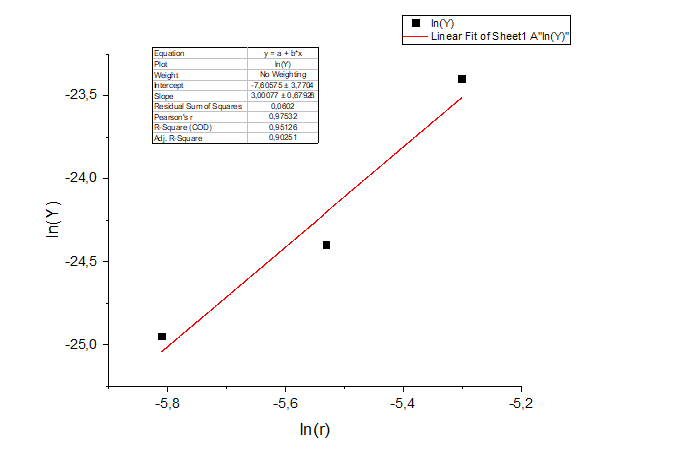 ln(Y)
Linear Fit of Sheet1 A"ln(Y)"
Equation y = a + b*x
Plot ln(Y)
Weight No Weighting
Intercept -7,60575 ± 3,7704
Slope 3,00077 ± 0,67926
Residual Sum of Squares 0,0602
Pearson's r 0,97532
R-Square (COD) 0,95126
Adj. R-Square 0,90251
-23,5
-24,0
-24,5
-25,0
ln(Y)
-5,8 -5,6 -5,4 -5,2
ln(r)